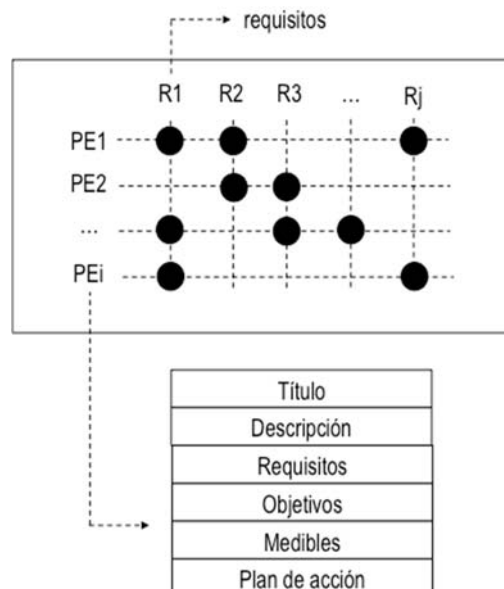 requisitos
R1 R2 R3 ... Rj
PE1
PE2
...
PEi
Título
Descripción
Requisitos
Objetivos
Medibles
Plan de acción